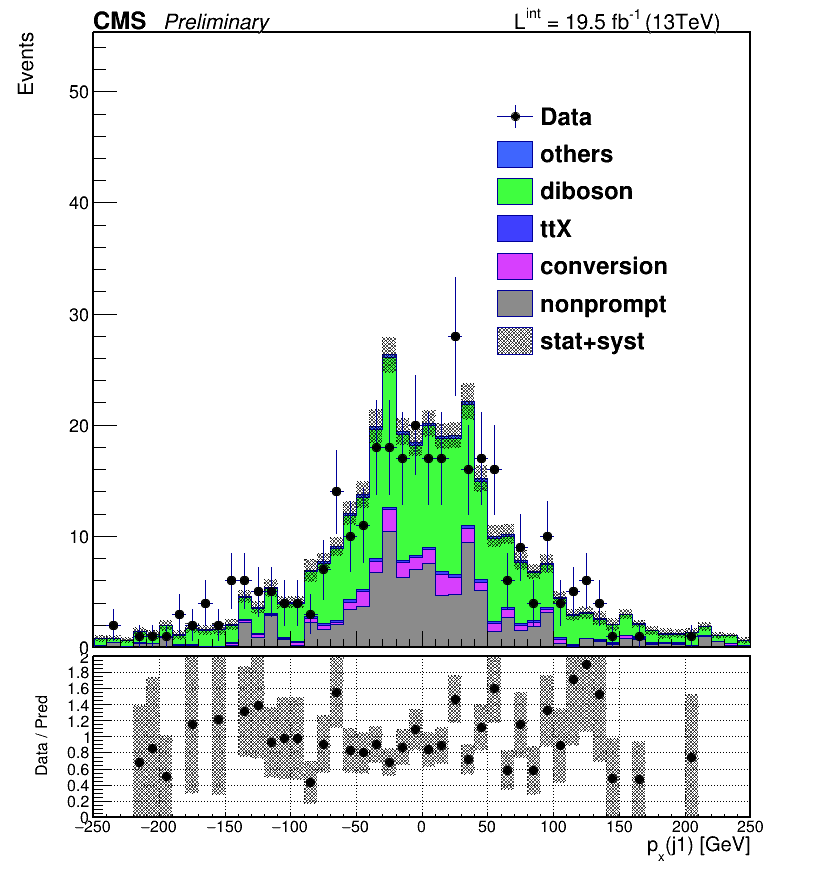 CMS Preliminary L^int = 19.5 fb^-1 (13TeV)
Events
50
40
30
20
10
0
Data
others
diboson
ttX
conversion
nonprompt
stat+syst
Data / Pred
2
1.8
1.6
1.4
1.2
1
0.8
0.6
0.4
0.2
0
−250 −200 −150 −100 −50 0 50 100 150 200 250
p_x(j1) [GeV]